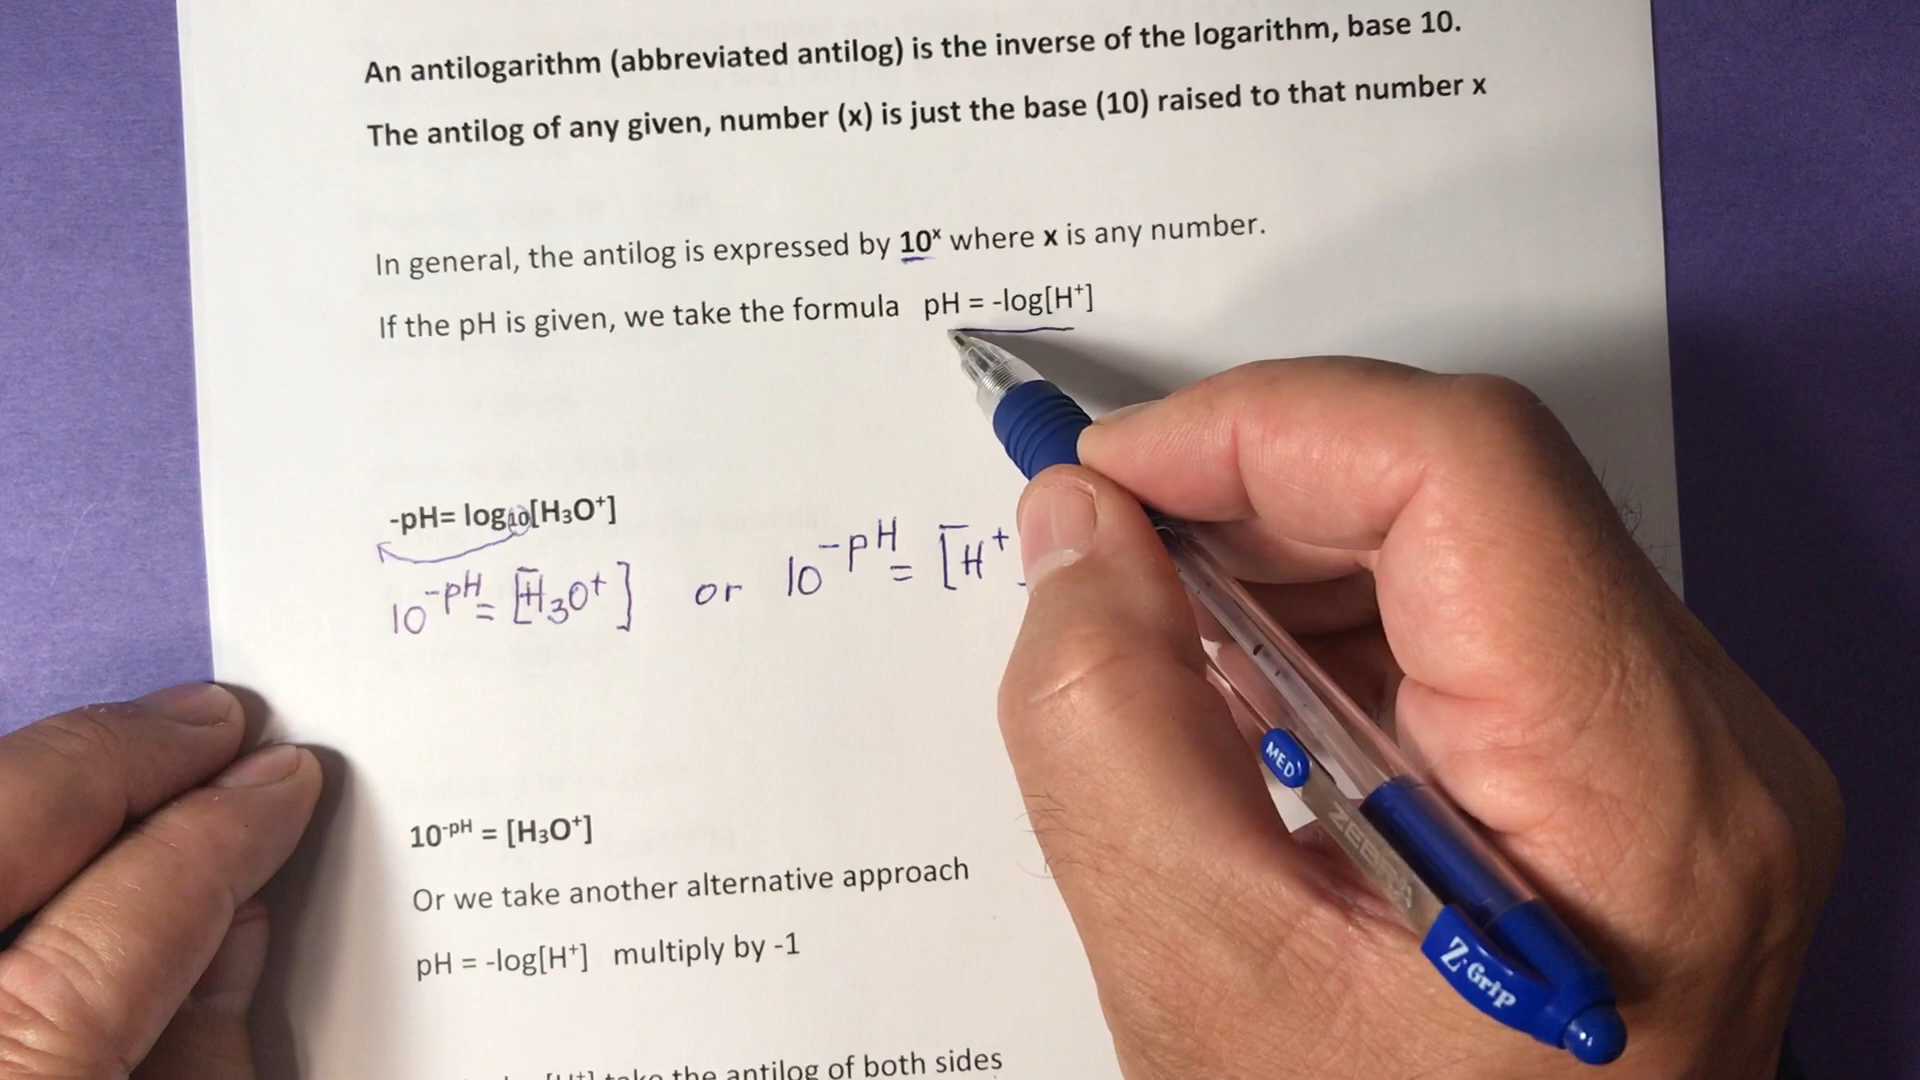 An antilogarithm (abbreviated antilog) is the inverse of the logarithm, base 10.
The antilog of any given, number (x) is just the base (10) raised to that number x
In general, the antilog is expressed by 10ˣ where x is any number.
If the pH is given, we take the formula pH = -log[H⁺]
-pH= log₁₀[H₃O⁺]
10⁻ᵖᴴ = [H₃O⁺] or 10⁻ᵖᴴ = [H⁺
10⁻ᵖᴴ = [H₃O⁺]
Or we take another alternative approach
pH = -log[H⁺] multiply by -1
[H⁺] take the antilog of both sides
MED
ZEBRA
Z-Grip